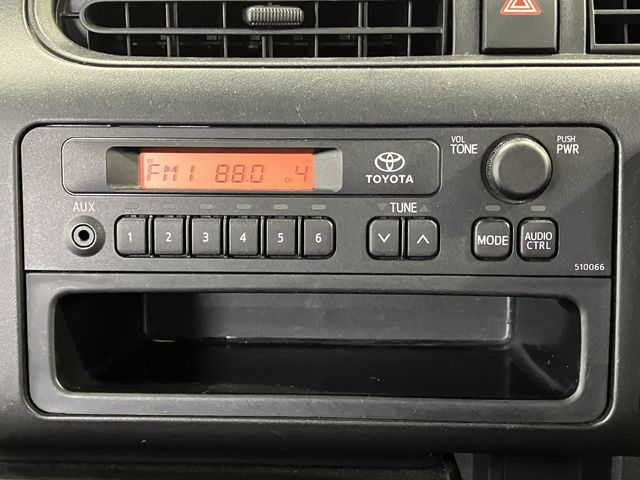 VOL
TONE
PUSH
PWR
ST
FM1 88.0 CH 4
TOYOTA
AUX
TUNE
1 2 3 4 5 6
MODE
AUDIO
CTRL
510066